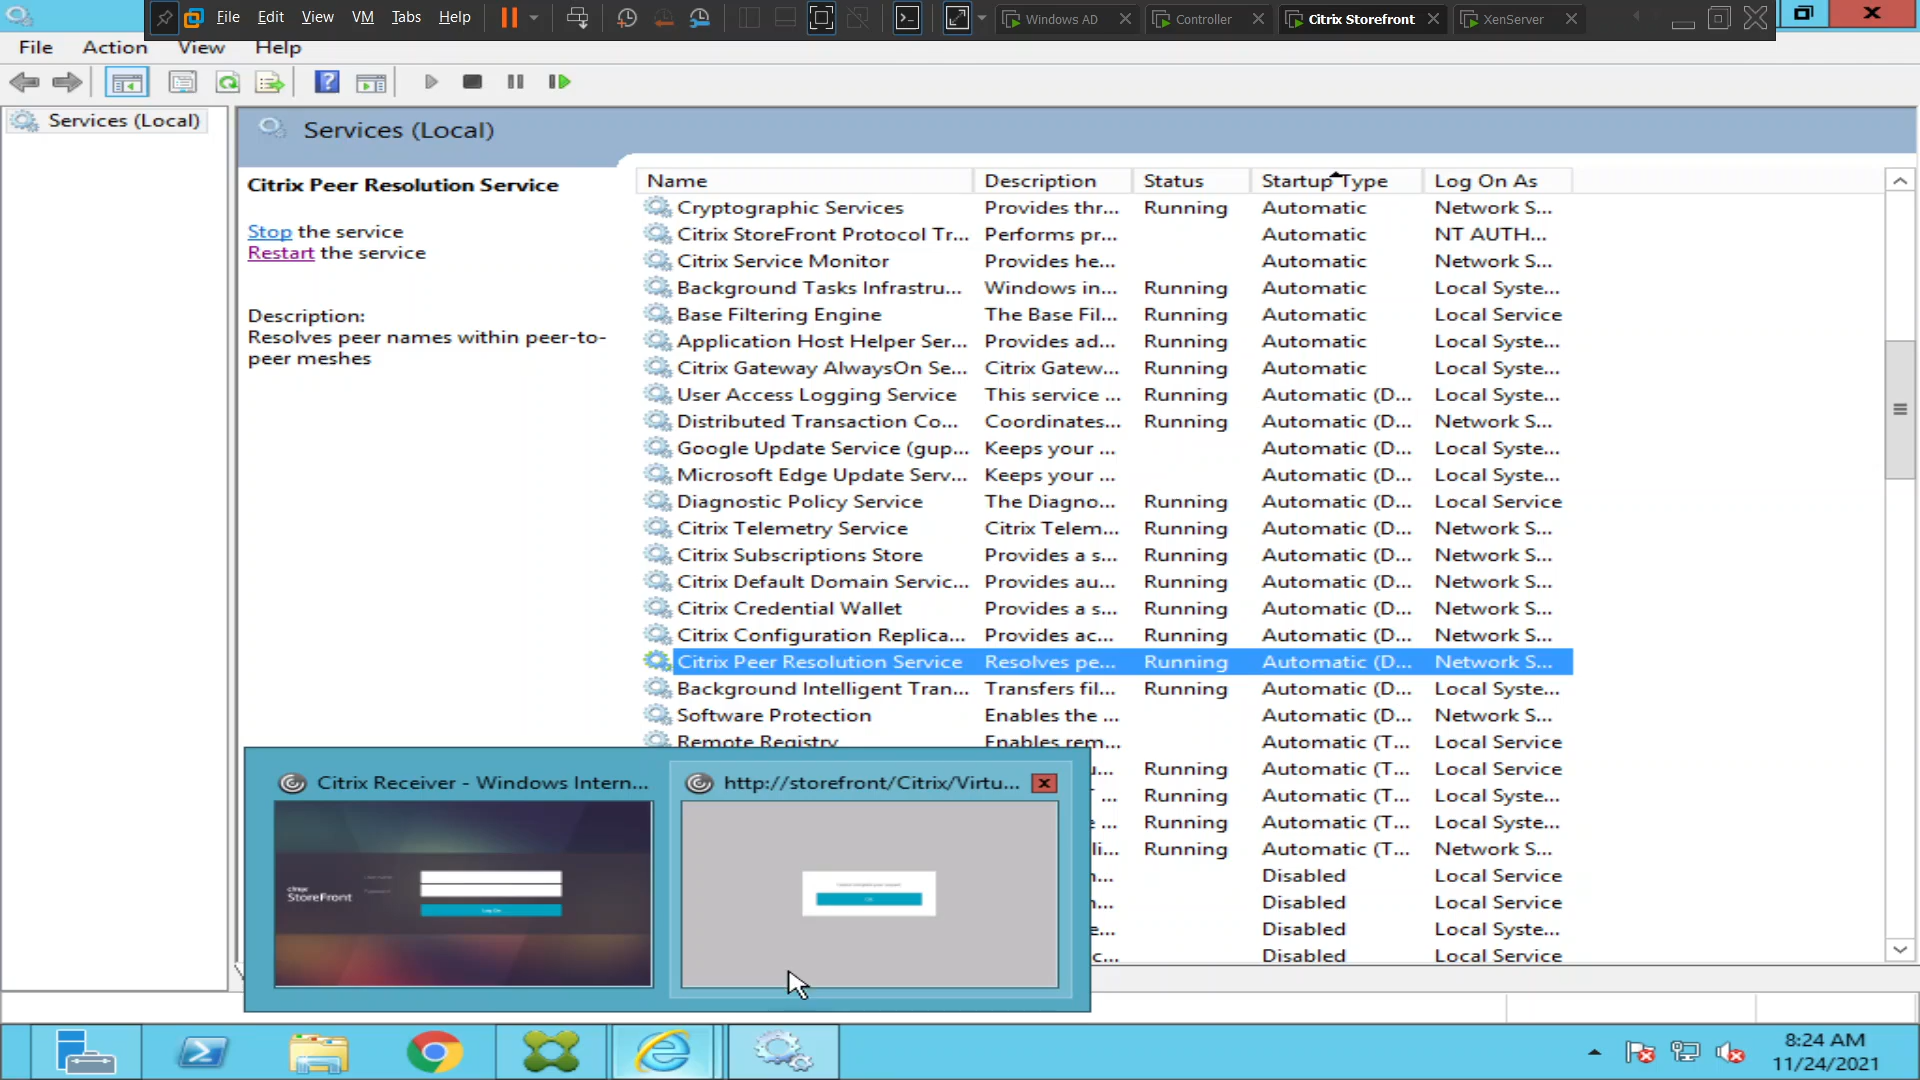 File Edit View VM Tabs Help
Windows AD
Controller
Citrix Storefront
XenServer
File Action View Help
Services (Local)
Services (Local)
Citrix Peer Resolution Service
Stop the service
Restart the service
Description:
Resolves peer names within peer-to-
peer meshes
Name Description Status Startup Type Log On As
Cryptographic Services Provides thr... Running Automatic Network S...
Citrix StoreFront Protocol Tr... Performs pr... Automatic NT AUTH...
Citrix Service Monitor Provides he... Automatic Network S...
Background Tasks Infrastru... Windows in... Running Automatic Local Syste...
Base Filtering Engine The Base Fil... Running Automatic Local Service
Application Host Helper Ser... Provides ad... Running Automatic Local Syste...
Citrix Gateway AlwaysOn Se... Citrix Gatew... Running Automatic Local Syste...
User Access Logging Service This service ... Running Automatic (D... Local Syste...
Distributed Transaction Co... Coordinates... Running Automatic (D... Network S...
Google Update Service (gup... Keeps your ... Automatic (D... Local Syste...
Microsoft Edge Update Serv... Keeps your ... Automatic (D... Local Syste...
Diagnostic Policy Service The Diagno... Running Automatic (D... Local Service
Citrix Telemetry Service Citrix Telem... Running Automatic (D... Network S...
Citrix Subscriptions Store Provides a s... Running Automatic (D... Network S...
Citrix Default Domain Servic... Provides au... Running Automatic (D... Network S...
Citrix Credential Wallet Provides a s... Running Automatic (D... Network S...
Citrix Configuration Replica... Provides ac... Running Automatic (D... Network S...
Citrix Peer Resolution Service Resolves pe... Running Automatic (D... Network S...
Background Intelligent Tran... Transfers fil... Running Automatic (D... Local Syste...
Software Protection Enables the ... Automatic (D... Network S...
Remote Registry Enables rem... Automatic (T... Local Service
Running Automatic (T... Local Service
Running Automatic (T... Local Syste...
Running Automatic (T... Local Syste...
Running Automatic (T... Network S...
Disabled Local Service
Disabled Local Service
Disabled Local Syste...
Disabled Local Service
Citrix Receiver - Windows Intern...
http://storefront/Citrix/Virtu...
citrix
StoreFront
Log On
8:24 AM
11/24/2021